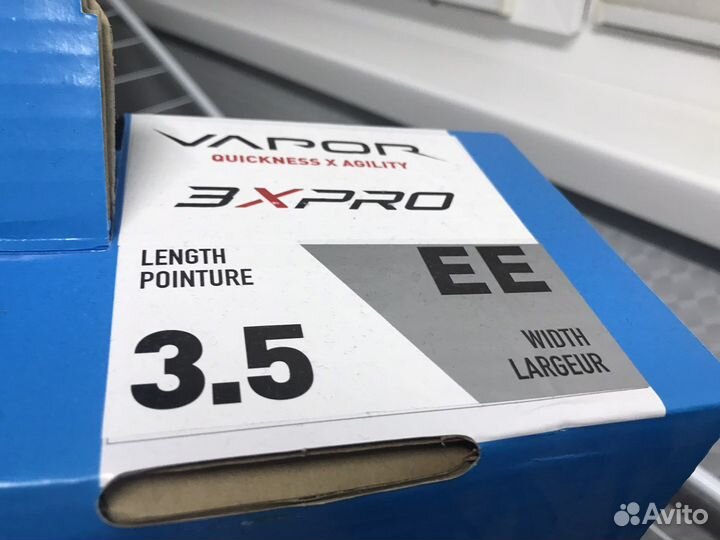 VAPOR
QUICKNESS X AGILITY
3XPRO
LENGTH
POINTURE
3.5
EE
WIDTH
LARGEUR
Avito